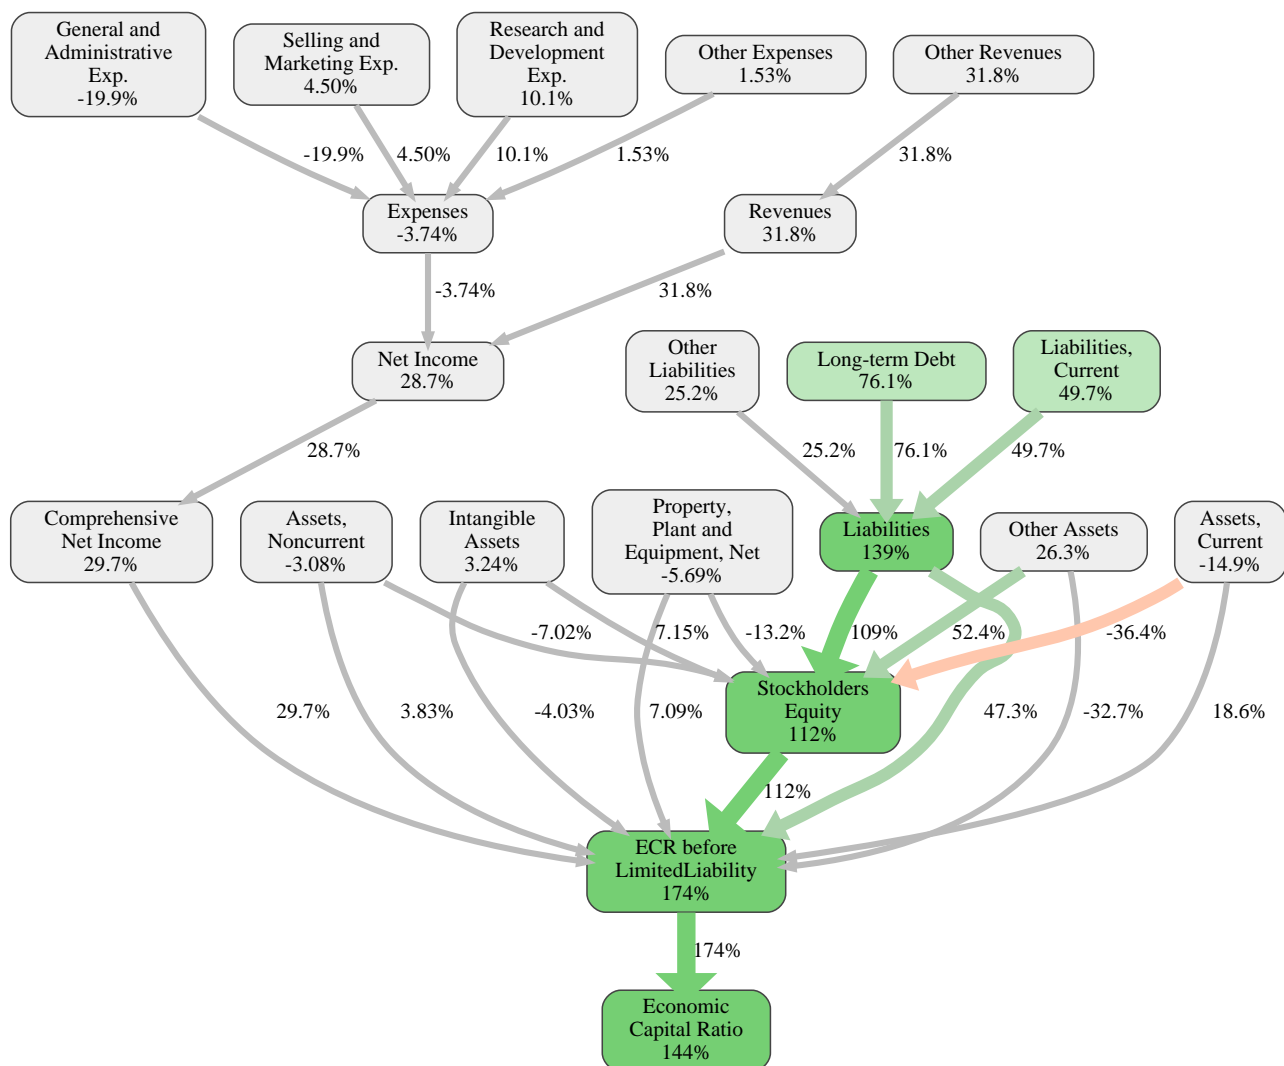 General and
Administrative
Exp.
-19.9%
Selling and
Marketing Exp.
4.50%
Research and
Development
Exp.
10.1%
Other Expenses
1.53%
Other Revenues
31.8%
-19.9%
4.50%
10.1%
1.53%
31.8%
Expenses
-3.74%
Revenues
31.8%
-3.74%
31.8%
Net Income
28.7%
Other
Liabilities
25.2%
Long-term Debt
76.1%
Liabilities,
Current
49.7%
28.7%
25.2%
76.1%
49.7%
Comprehensive
Net Income
29.7%
Assets,
Noncurrent
-3.08%
Intangible
Assets
3.24%
Property,
Plant and
Equipment, Net
-5.69%
Liabilities
139%
Other Assets
26.3%
Assets,
Current
-14.9%
-7.02%
7.15%
-13.2%
109%
52.4%
-36.4%
Stockholders
Equity
112%
29.7%
3.83%
-4.03%
7.09%
47.3%
-32.7%
18.6%
112%
ECR before
LimitedLiability
174%
174%
Economic
Capital Ratio
144%